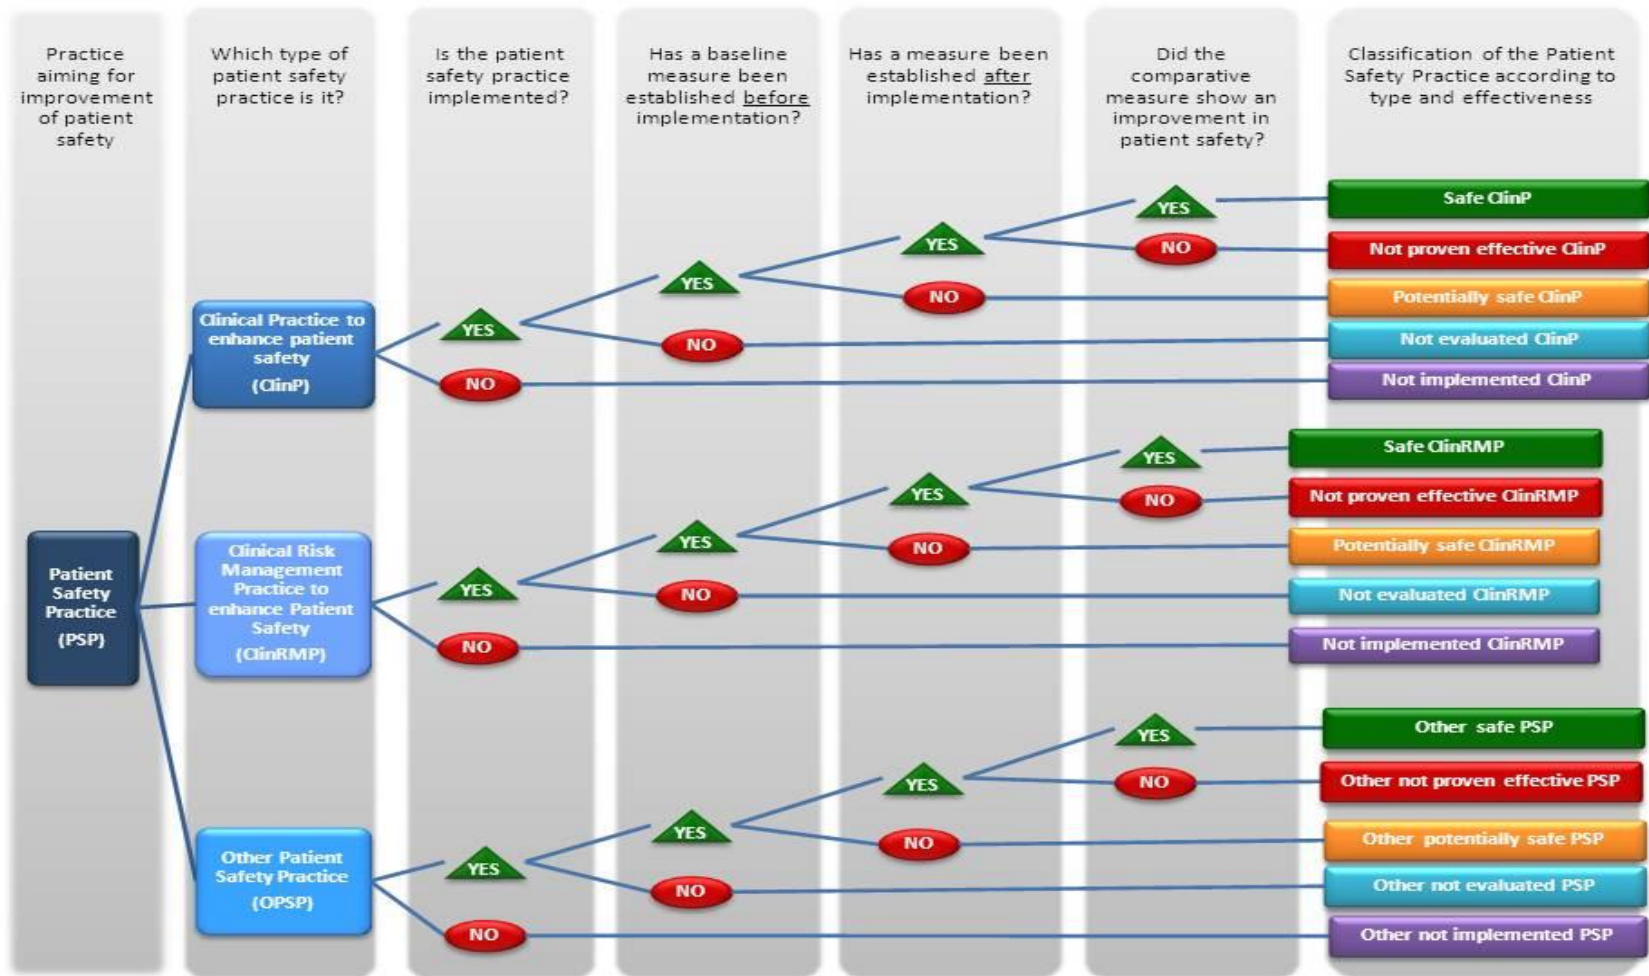 Practice
aiming for
improvement
of patient
safety
Which type of
patient safety
practice is it?
Is the patient
safety practice
implemented?
Has a baseline
measure been
established before
implementation?
Has a measure been
established after
implementation?
Did the
comparative
measure show an
improvement in
patient safety?
Classification of the Patient
Safety Practice according to
type and effectiveness
Patient
Safety
Practice
(PSP)
Clinical Practice to
enhance patient
safety
(ClinP)
YES
NO
YES
NO
YES
NO
YES
NO
Safe ClinP
Not proven effective ClinP
Potentially safe ClinP
Not evaluated ClinP
Not implemented ClinP
Clinical Risk
Management
Practice to
enhance Patient
Safety
(ClinRMP)
YES
NO
YES
NO
YES
NO
YES
NO
Safe ClinRMP
Not proven effective ClinRMP
Potentially safe ClinRMP
Not evaluated ClinRMP
Not implemented ClinRMP
Other Patient
Safety Practice
(OPSP)
YES
NO
YES
NO
YES
NO
YES
NO
Other safe PSP
Other not proven effective PSP
Other potentially safe PSP
Other not evaluated PSP
Other not implemented PSP